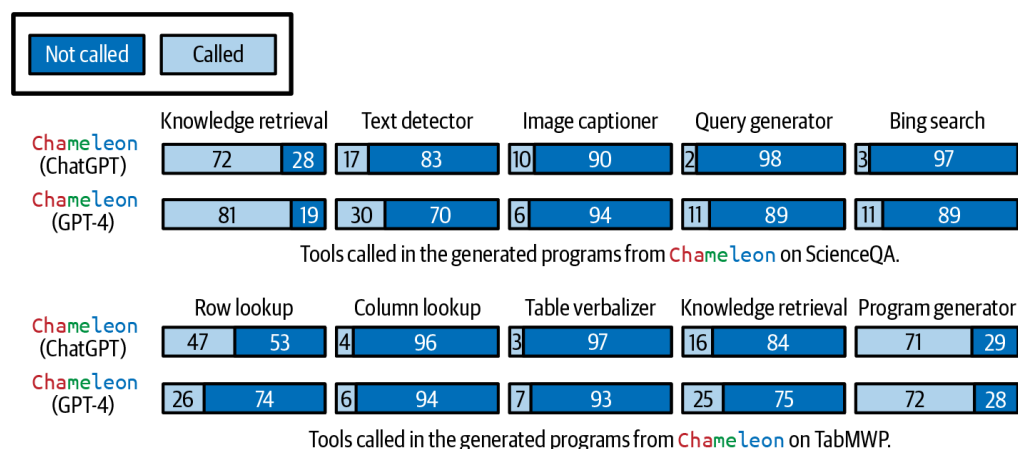 Not called Called
Knowledge retrieval Text detector Image captioner Query generator Bing search
Chameleon
(ChatGPT)
72 28 17 83 10 90 2 98 3 97
Chameleon
(GPT-4)
81 19 30 70 6 94 11 89 11 89
Tools called in the generated programs from Chameleon on ScienceQA.
Row lookup Column lookup Table verbalizer Knowledge retrieval Program generator
Chameleon
(ChatGPT)
47 53 4 96 3 97 16 84 71 29
Chameleon
(GPT-4)
26 74 6 94 7 93 25 75 72 28
Tools called in the generated programs from Chameleon on TabMWP.